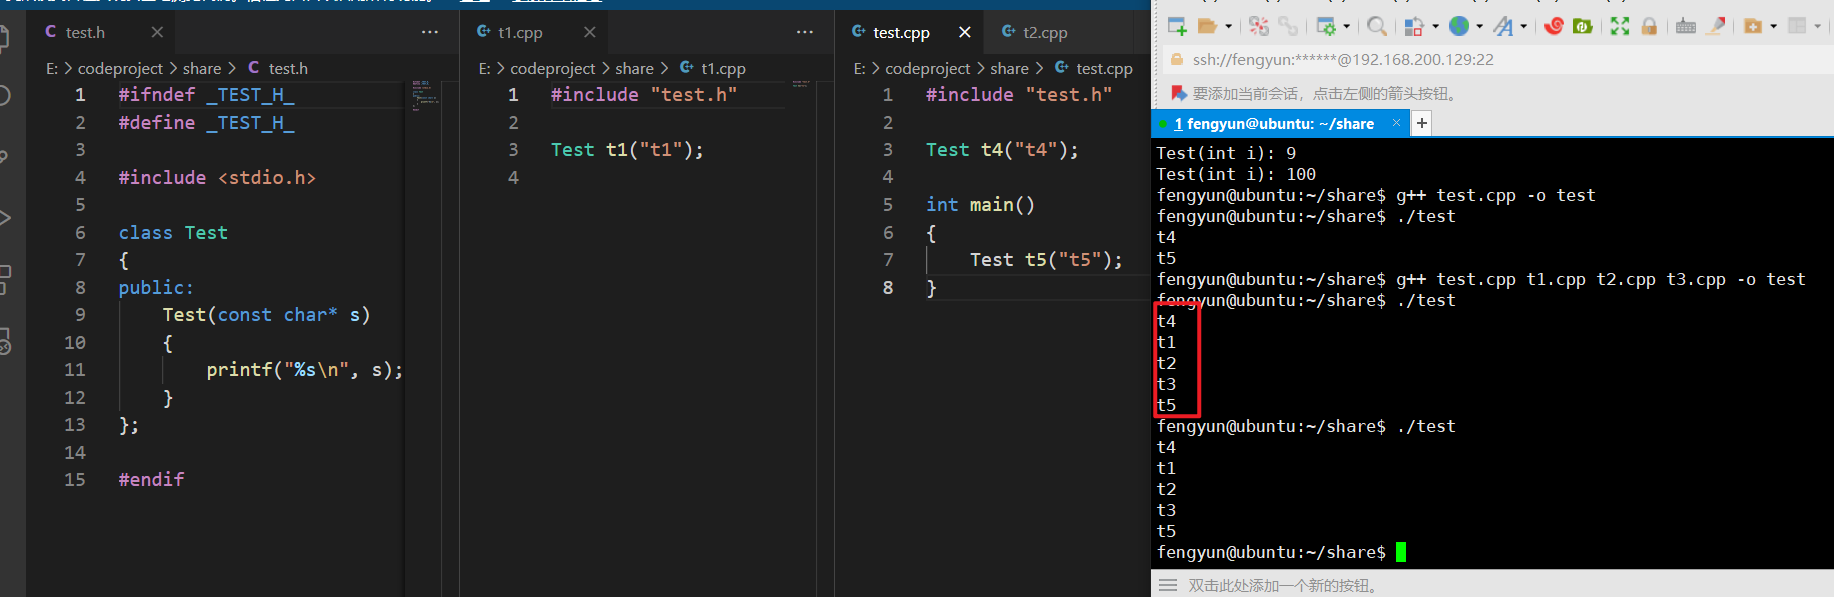 test.h
E: > codeproject > share > C test.h
1 #ifndef _TEST_H_
2 #define _TEST_H_
3
4 #include <stdio.h>
5
6 class Test
7 {
8 public:
9 Test(const char* s)
10 {
11 printf("%s\n", s);
12 }
13 };
14
15 #endif
t1.cpp
E: > codeproject > share > t1.cpp
1 #include "test.h"
2
3 Test t1("t1");
4
test.cpp
t2.cpp
E: > codeproject > share > test.cpp
1 #include "test.h"
2
3 Test t4("t4");
4
5 int main()
6 {
7 Test t5("t5");
8 }
ssh://fengyun:******@192.168.200.129:22
要添加当前会话，点击左侧的箭头按钮。
1 fengyun@ubuntu: ~/share
Test(int i): 9
Test(int i): 100
fengyun@ubuntu:~/share$ g++ test.cpp -o test
fengyun@ubuntu:~/share$ ./test
t4
t5
fengyun@ubuntu:~/share$ g++ test.cpp t1.cpp t2.cpp t3.cpp -o test
fengyun@ubuntu:~/share$ ./test
t4
t1
t2
t3
t5
fengyun@ubuntu:~/share$ ./test
t4
t1
t2
t3
t5
fengyun@ubuntu:~/share$
双击此处添加一个新的按钮。